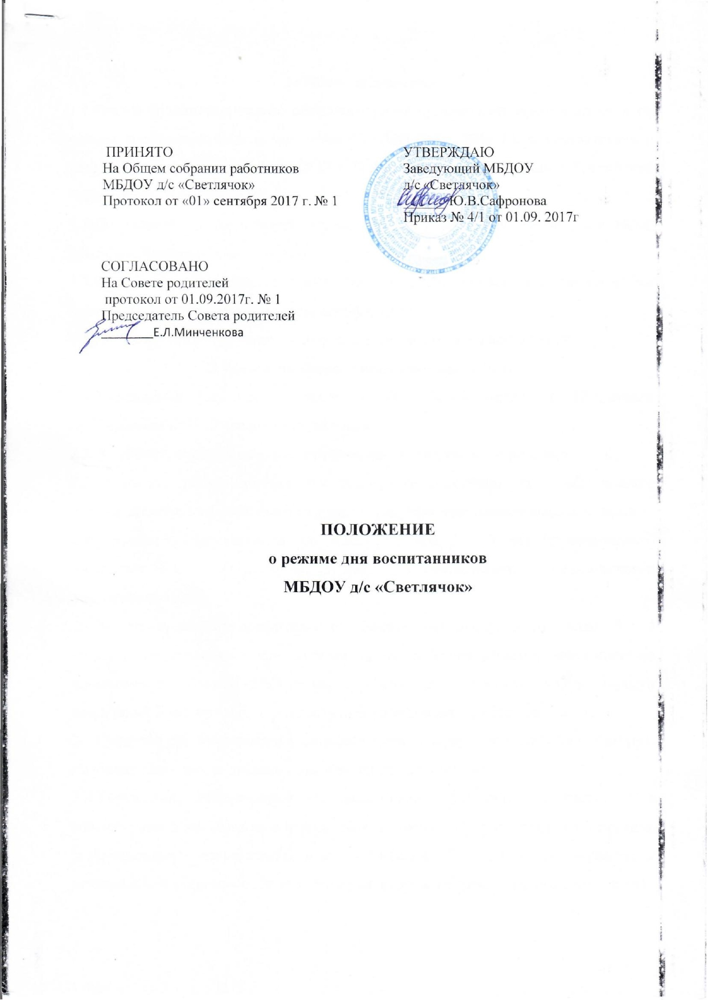 ПРИНЯТО
На Общем собрании работников
МБДОУ д/с «Светлячок»
Протокол от «01» сентября 2017 г. № 1
УТВЕРЖДАЮ
Заведующий МБДОУ
д/с «Светлячок»
Ю.В.Сафронова
Приказ № 4/1 от 01.09. 2017г
СОГЛАСОВАНО
На Совете родителей
протокол от 01.09.2017г. № 1
Председатель Совета родителей
________Е.Л.Минченкова
ПОЛОЖЕНИЕ
о режиме дня воспитанников
МБДОУ д/с «Светлячок»